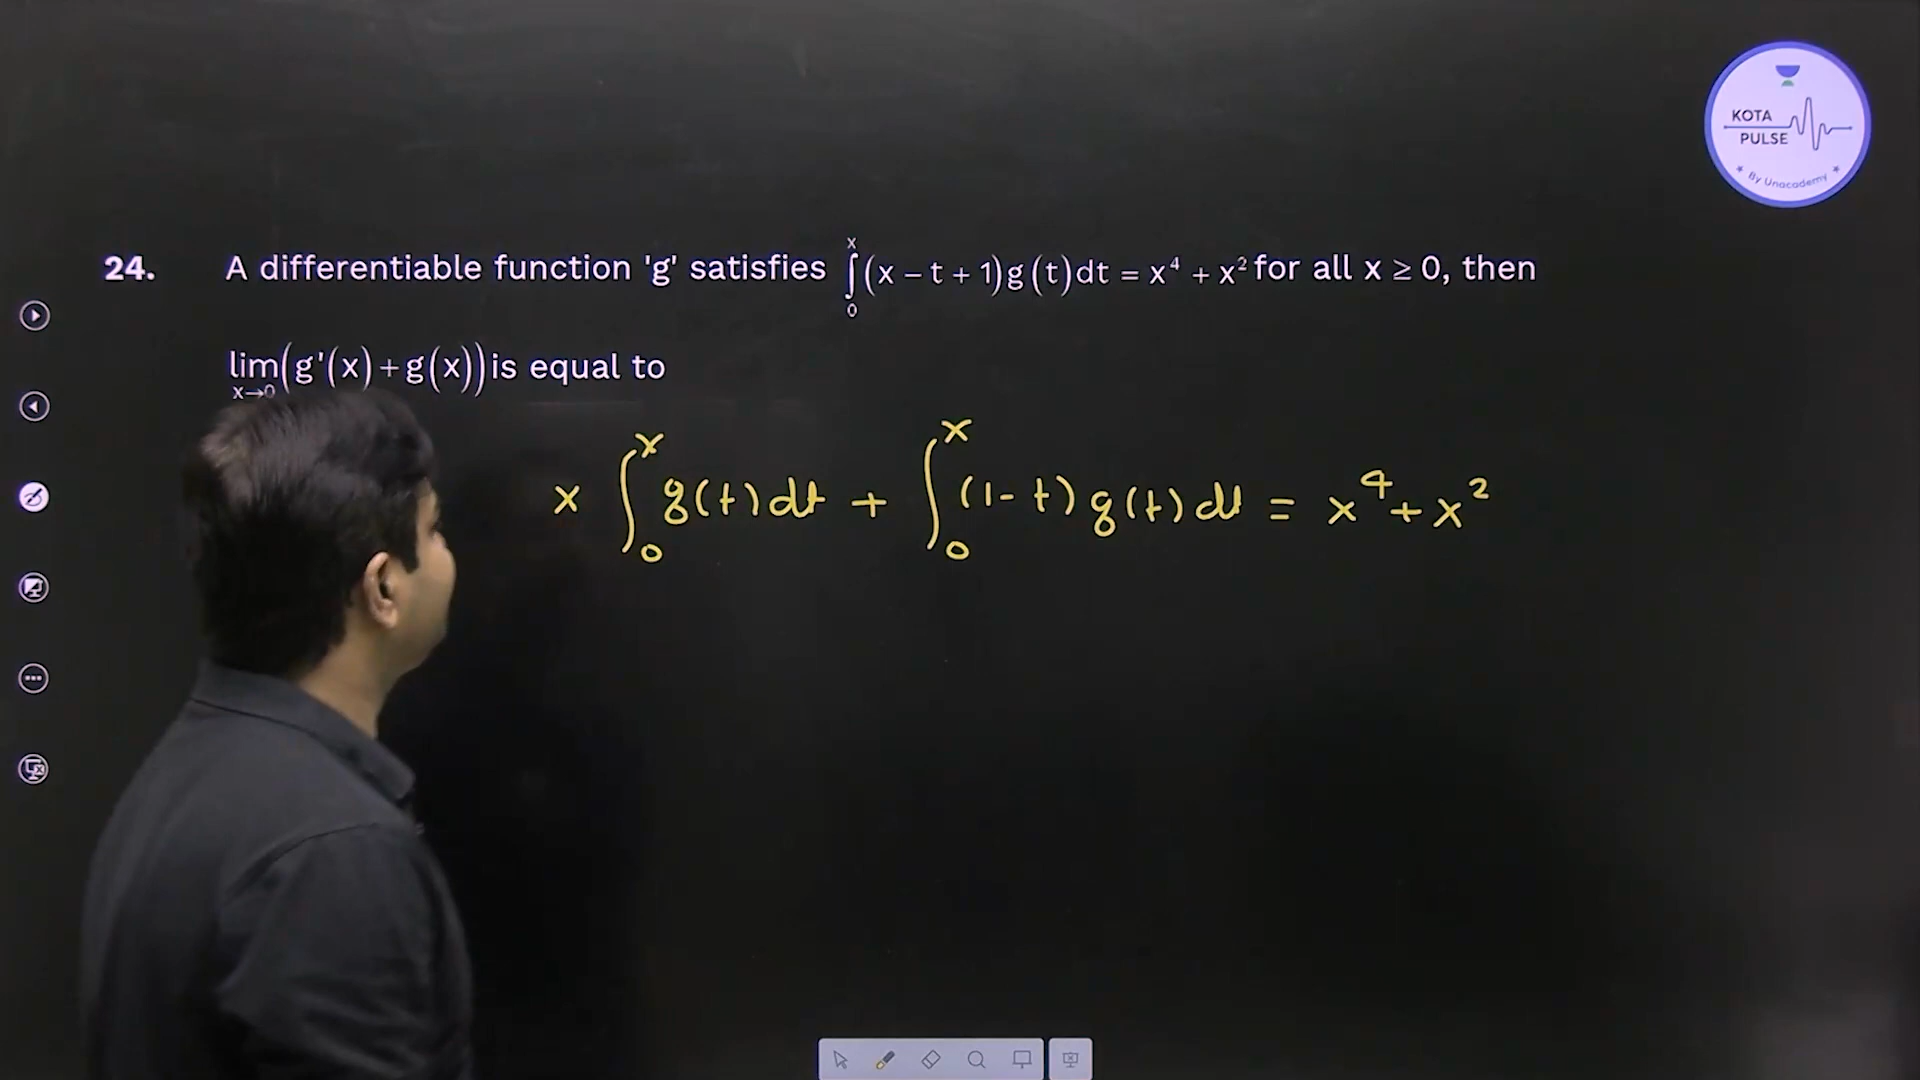 KOTA
PULSE
★ By Unacademy ★
24. A differentiable function 'g' satisfies ∫₀ˣ(x – t + 1)g(t)dt = x⁴ + x² for all x ≥ 0, then
lim x→0 (g'(x)+g(x)) is equal to
x ∫₀ˣ g(t)dt + ∫₀ˣ (1-t)g(t)dt = x⁴+x²